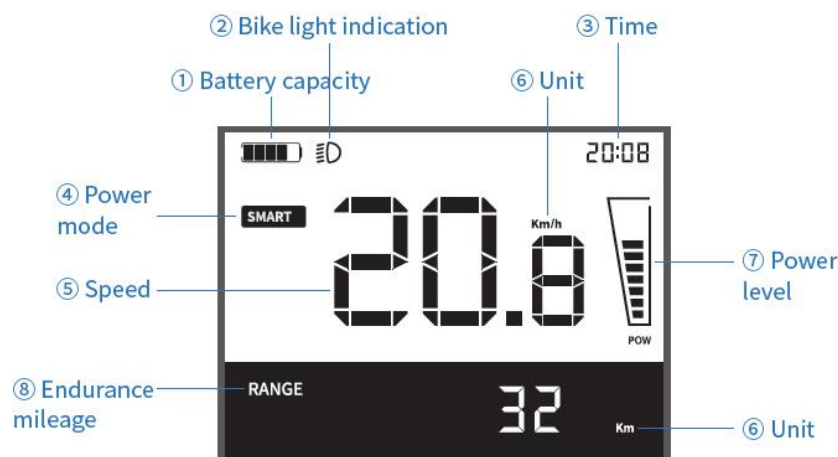 ② Bike light indication
③ Time
① Battery capacity
⑥ Unit
20:08
④ Power
mode
SMART
Km/h
20.8
⑤ Speed
⑦ Power
level
POW
⑧ Endurance
mileage
RANGE
32
Km
⑥ Unit